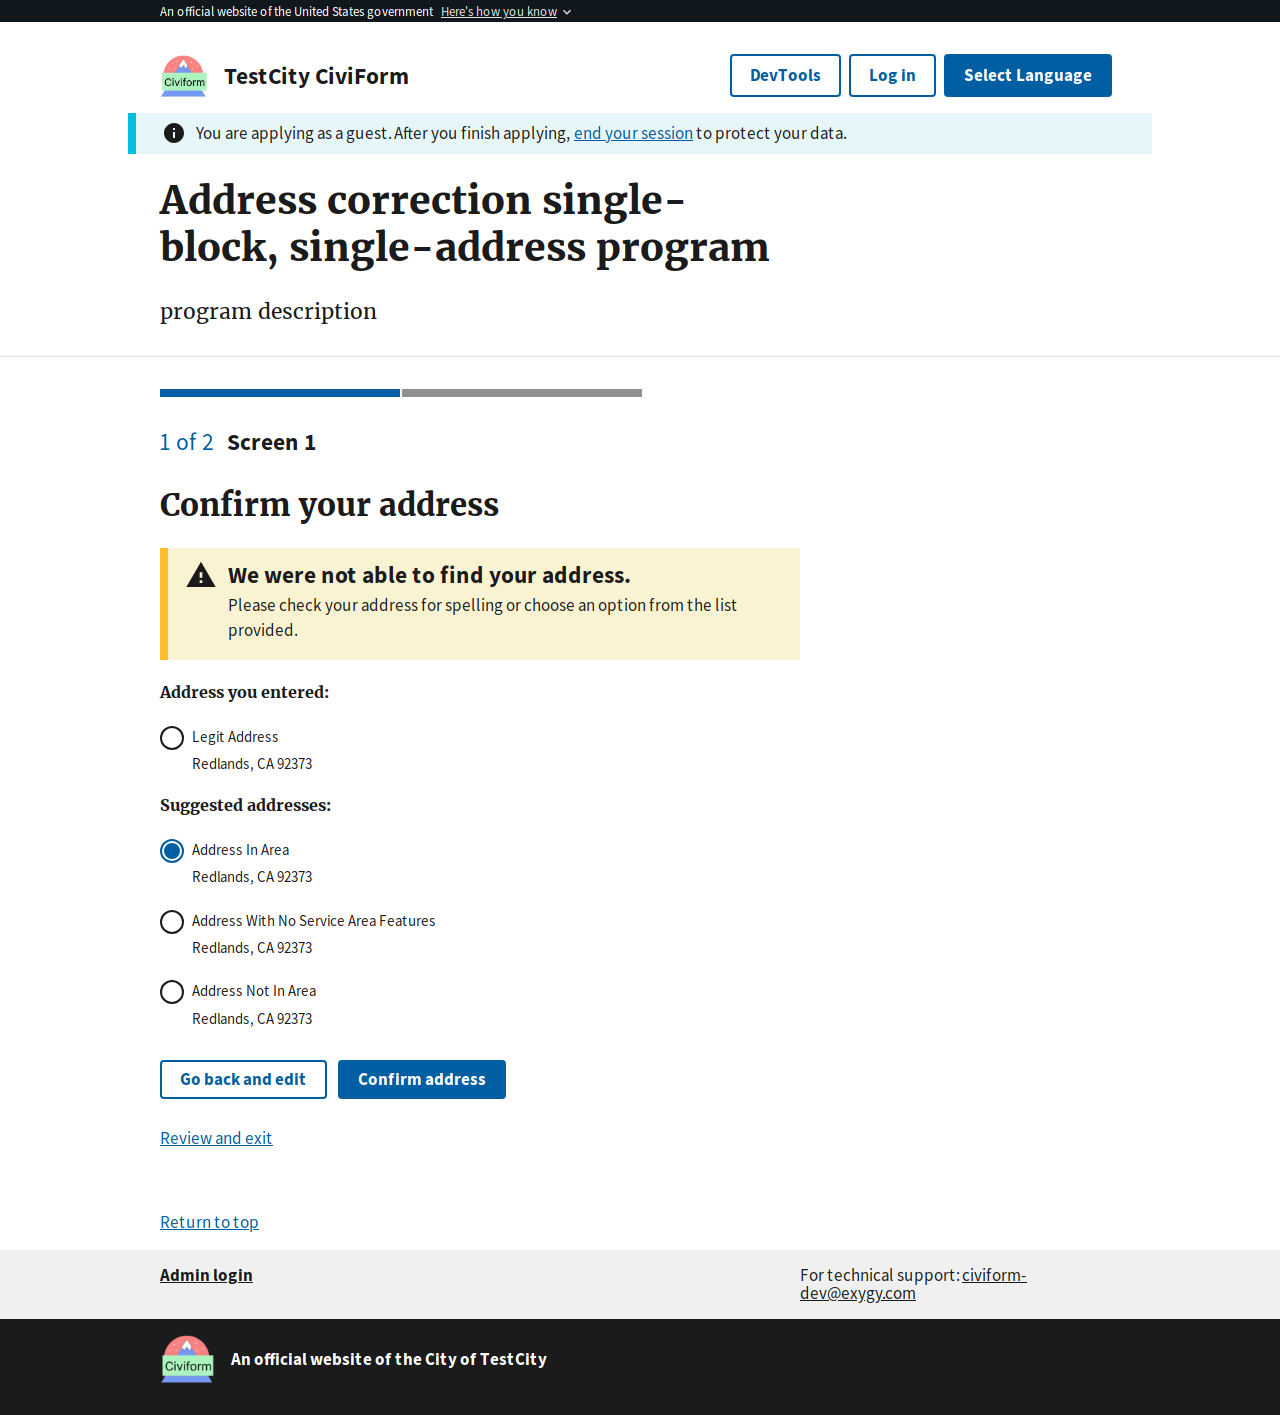 An official website of the United States government Here's how you know
Civiform
TestCity CiviForm
DevTools
Log in
Select Language
You are applying as a guest. After you finish applying, end your session to protect your data.
Address correction single-
block, single-address program
program description
1 of 2 Screen 1
Confirm your address
We were not able to find your address.
Please check your address for spelling or choose an option from the list
provided.
Address you entered:
Legit Address
Redlands, CA 92373
Suggested addresses:
Address In Area
Redlands, CA 92373
Address With No Service Area Features
Redlands, CA 92373
Address Not In Area
Redlands, CA 92373
Go back and edit
Confirm address
Review and exit
Return to top
Admin login
For technical support: civiform-
dev@exygy.com
Civiform
An official website of the City of TestCity